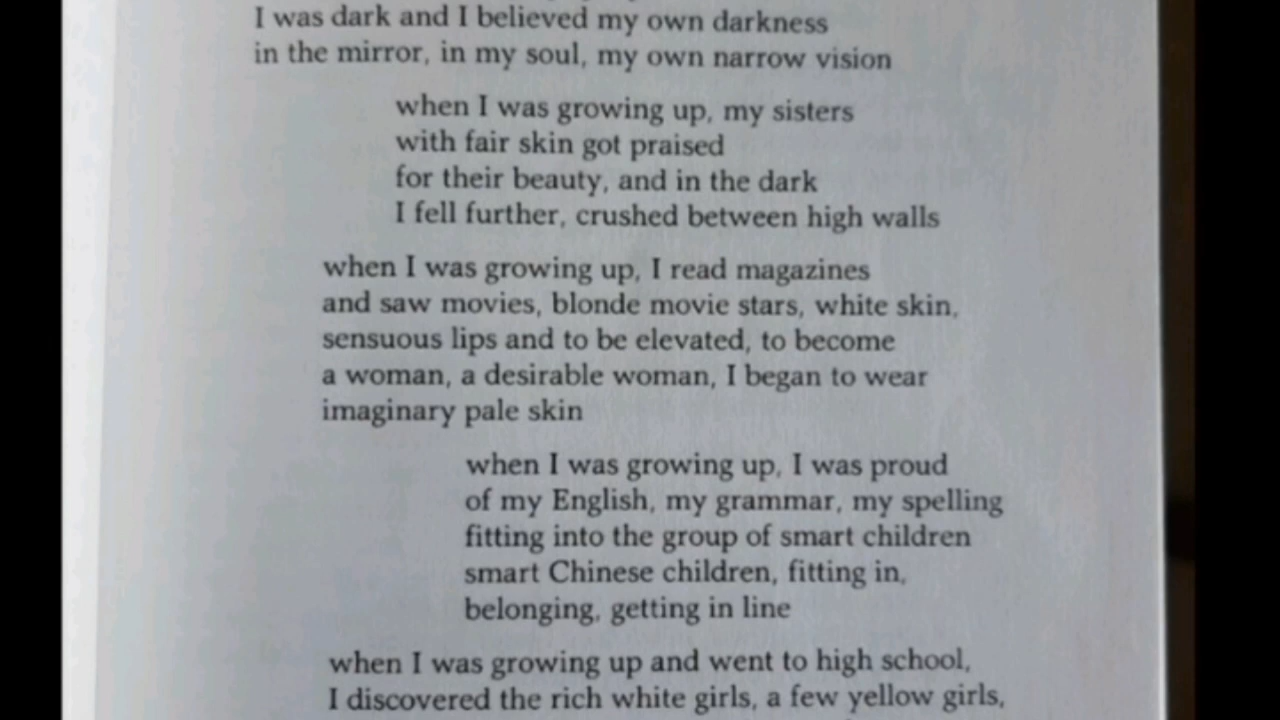 I was dark and I believed my own darkness
in the mirror, in my soul, my own narrow vision
when I was growing up, my sisters
with fair skin got praised
for their beauty, and in the dark
I fell further, crushed between high walls
when I was growing up, I read magazines
and saw movies, blonde movie stars, white skin,
sensuous lips and to be elevated, to become
a woman, a desirable woman, I began to wear
imaginary pale skin
when I was growing up, I was proud
of my English, my grammar, my spelling
fitting into the group of smart children
smart Chinese children, fitting in,
belonging, getting in line
when I was growing up and went to high school,
I discovered the rich white girls, a few yellow girls,